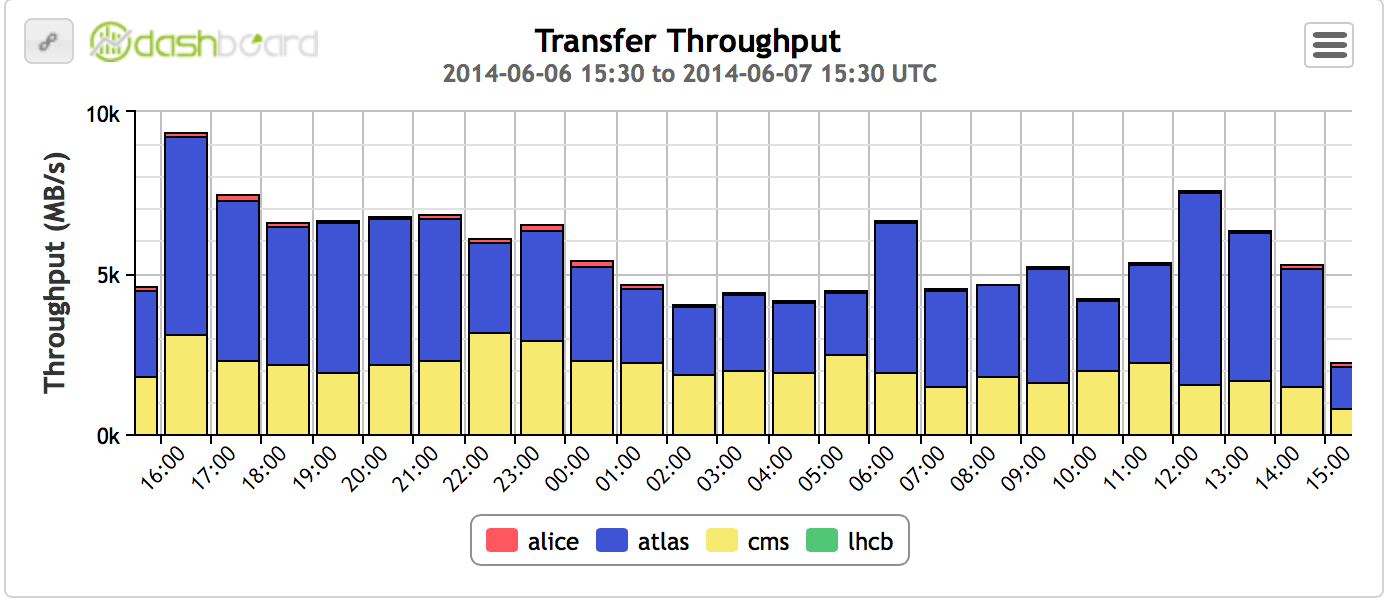 dashboard
Transfer Throughput
2014-06-06 15:30 to 2014-06-07 15:30 UTC
Throughput (MB/s)
10k
5k
0k
16:00 17:00 18:00 19:00 20:00 21:00 22:00 23:00 00:00 01:00 02:00 03:00 04:00 05:00 06:00 07:00 08:00 09:00 10:00 11:00 12:00 13:00 14:00 15:00
alice atlas cms lhcb